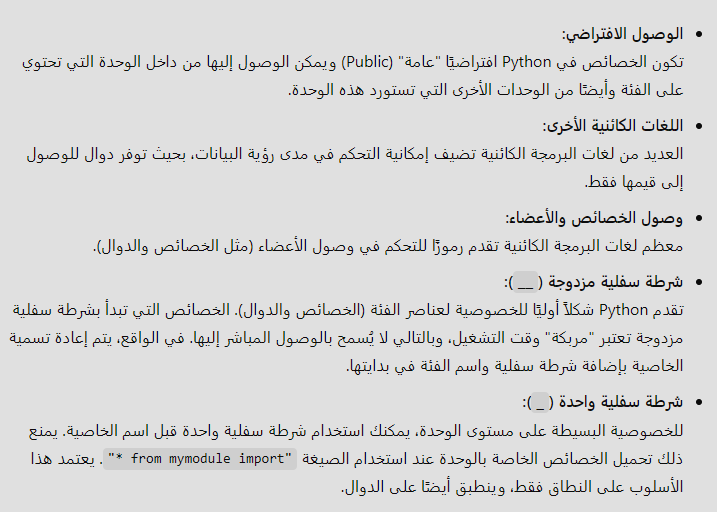 • الوصول الافتراضي:
تكون الخصائص في Python افتراضيًا "عامة" (Public) ويمكن الوصول إليها من داخل الوحدة التي تحتوي
على الفئة وأيضًا من الوحدات الأخرى التي تستورد هذه الوحدة.
• اللغات الكائنية الأخرى:
العديد من لغات البرمجة الكائنية تضيف إمكانية التحكم في مدى رؤية البيانات، بحيث توفر دوال للوصول
إلى قيمها فقط.
• وصول الخصائص والأعضاء:
معظم لغات البرمجة الكائنية تقدم رموزًا للتحكم في وصول الأعضاء (مثل الخصائص والدوال).
• شرطة سفلية مزدوجة (__):
تقدم Python شكلاً أوليًا للخصوصية لعناصر الفئة (الخصائص والدوال). الخصائص التي تبدأ بشرطة سفلية
مزدوجة تعتبر "مربكة" وقت التشغيل، وبالتالي لا يُسمح بالوصول المباشر إليها. في الواقع، يتم إعادة تسمية
الخاصية بإضافة شرطة سفلية واسم الفئة في بدايتها.
• شرطة سفلية واحدة (_):
للخصوصية البسيطة على مستوى الوحدة، يمكنك استخدام شرطة سفلية واحدة قبل اسم الخاصية. يمنع
ذلك تحميل الخصائص الخاصة بالوحدة عند استخدام الصيغة "* from mymodule import". يعتمد هذا
الأسلوب على النطاق فقط، وينطبق أيضًا على الدوال.